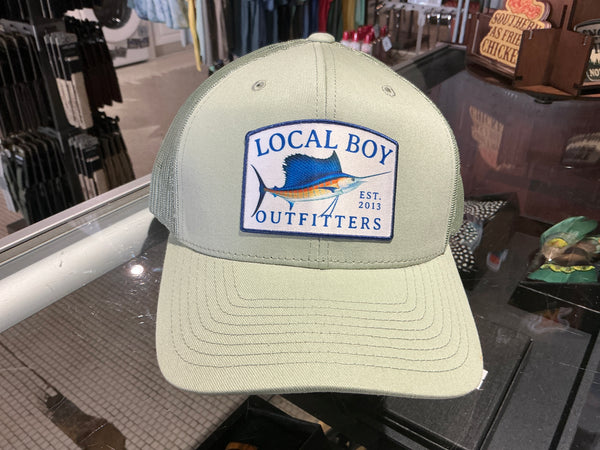 LOCAL BOY
EST.
2013
OUTFITTERS
SOUTHERN
AS FRIED
CHICKEN